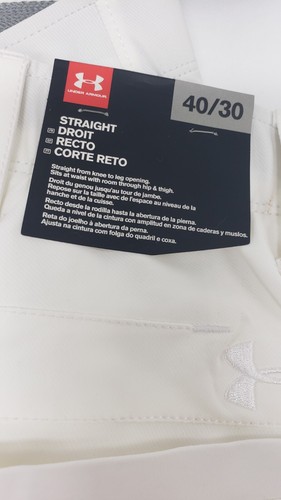 UNDER ARMOUR
40/30
STRAIGHT
DROIT
RECTO
CORTE RETO
Straight from knee to leg opening.
Sits at waist with room through hip & thigh.
Droit du genou jusqu'au tour de jambe.
Repose sur la taille avec de l'espace au niveau de la
hanche et de la cuisse.
Recto desde la rodilla hasta la abertura de la pierna.
Queda a nivel de la cintura con amplitud en zona de caderas y muslos.
Reta do joelho à abertura da perna.
Ajusta na cintura com folga do quadril e coxa.